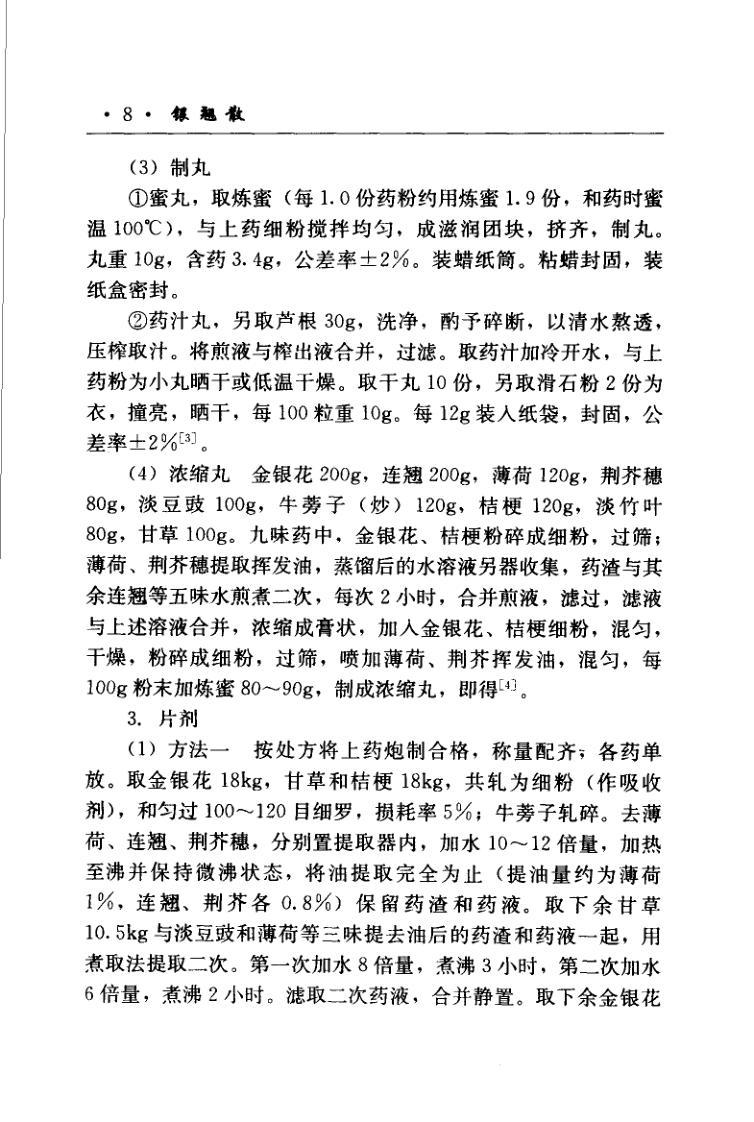 · 8 · 银翘散
(3) 制丸
①蜜丸，取炼蜜（每 1.0 份药粉约用炼蜜 1.9 份，和药时蜜
温 100℃），与上药细粉搅拌均匀，成滋润团块，挤齐，制丸。
丸重 10g，含药 3.4g，公差率±2%。装蜡纸筒。粘蜡封固，装
纸盒密封。
②药汁丸，另取芦根 30g，洗净，酌予碎断，以清水熬透，
压榨取汁。将煎液与榨出液合并，过滤。取药汁加冷开水，与上
药粉为小丸晒干或低温干燥。取干丸 10 份，另取滑石粉 2 份为
衣，撞亮，晒干，每 100 粒重 10g。每 12g 装入纸袋，封固，公
差率±2%[3]。
(4) 浓缩丸　金银花 200g，连翘 200g，薄荷 120g，荆芥穗
80g，淡豆豉 100g，牛蒡子（炒）120g，桔梗 120g，淡竹叶
80g，甘草 100g。九味药中，金银花、桔梗粉碎成细粉，过筛；
薄荷、荆芥穗提取挥发油，蒸馏后的水溶液另器收集，药渣与其
余连翘等五味水煎煮二次，每次 2 小时，合并煎液，滤过，滤液
与上述溶液合并，浓缩成膏状，加入金银花、桔梗细粉，混匀，
干燥，粉碎成细粉，过筛，喷加薄荷、荆芥挥发油，混匀，每
100g 粉末加炼蜜 80～90g，制成浓缩丸，即得[4]。
3. 片剂
(1) 方法一　按处方将上药炮制合格，称量配齐；各药单
放。取金银花 18kg，甘草和桔梗 18kg，共轧为细粉（作吸收
剂），和匀过 100～120 目细罗，损耗率 5%；牛蒡子轧碎。去薄
荷、连翘、荆芥穗，分别置提取器内，加水 10～12 倍量，加热
至沸并保持微沸状态，将油提取完全为止（提油量约为薄荷
1%，连翘、荆芥各 0.8%）保留药渣和药液。取下余甘草
10.5kg 与淡豆豉和薄荷等三味提去油后的药渣和药液一起，用
煮取法提取二次。第一次加水 8 倍量，煮沸 3 小时，第二次加水
6 倍量，煮沸 2 小时。滤取二次药液，合并静置。取下余金银花